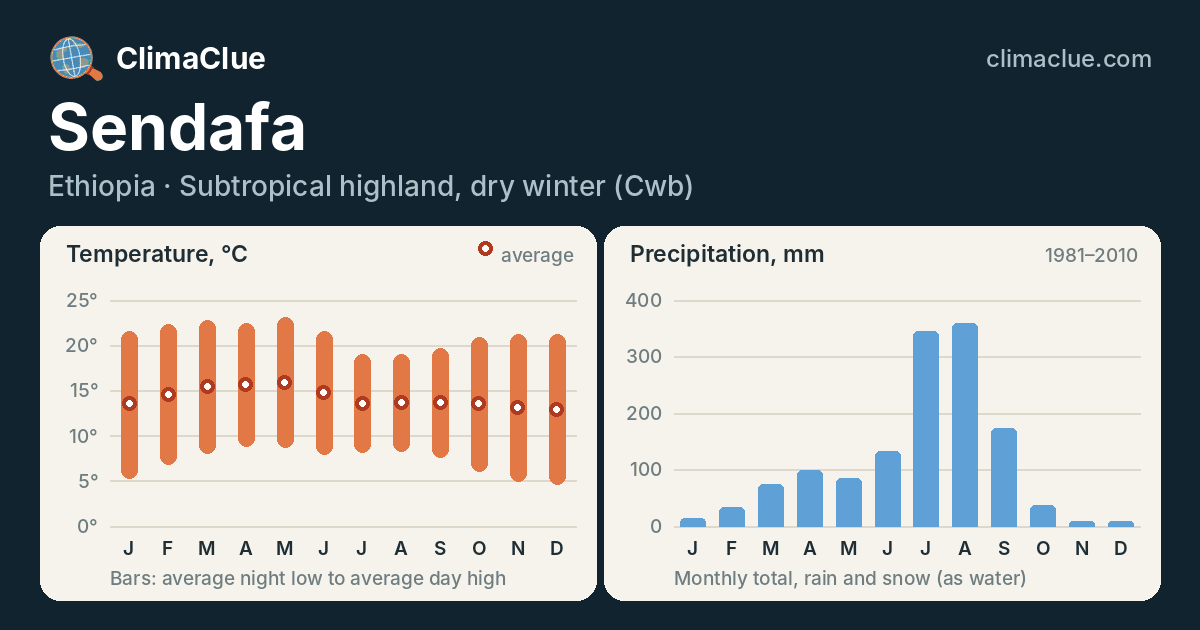 ClimaClue
climaclue.com
Sendafa
Ethiopia · Subtropical highland, dry winter (Cwb)
Temperature, °C
average
25°
20°
15°
10°
5°
0°
J F M A M J J A S O N D
Bars: average night low to average day high
Precipitation, mm
1981–2010
400
300
200
100
0
J F M A M J J A S O N D
Monthly total, rain and snow (as water)